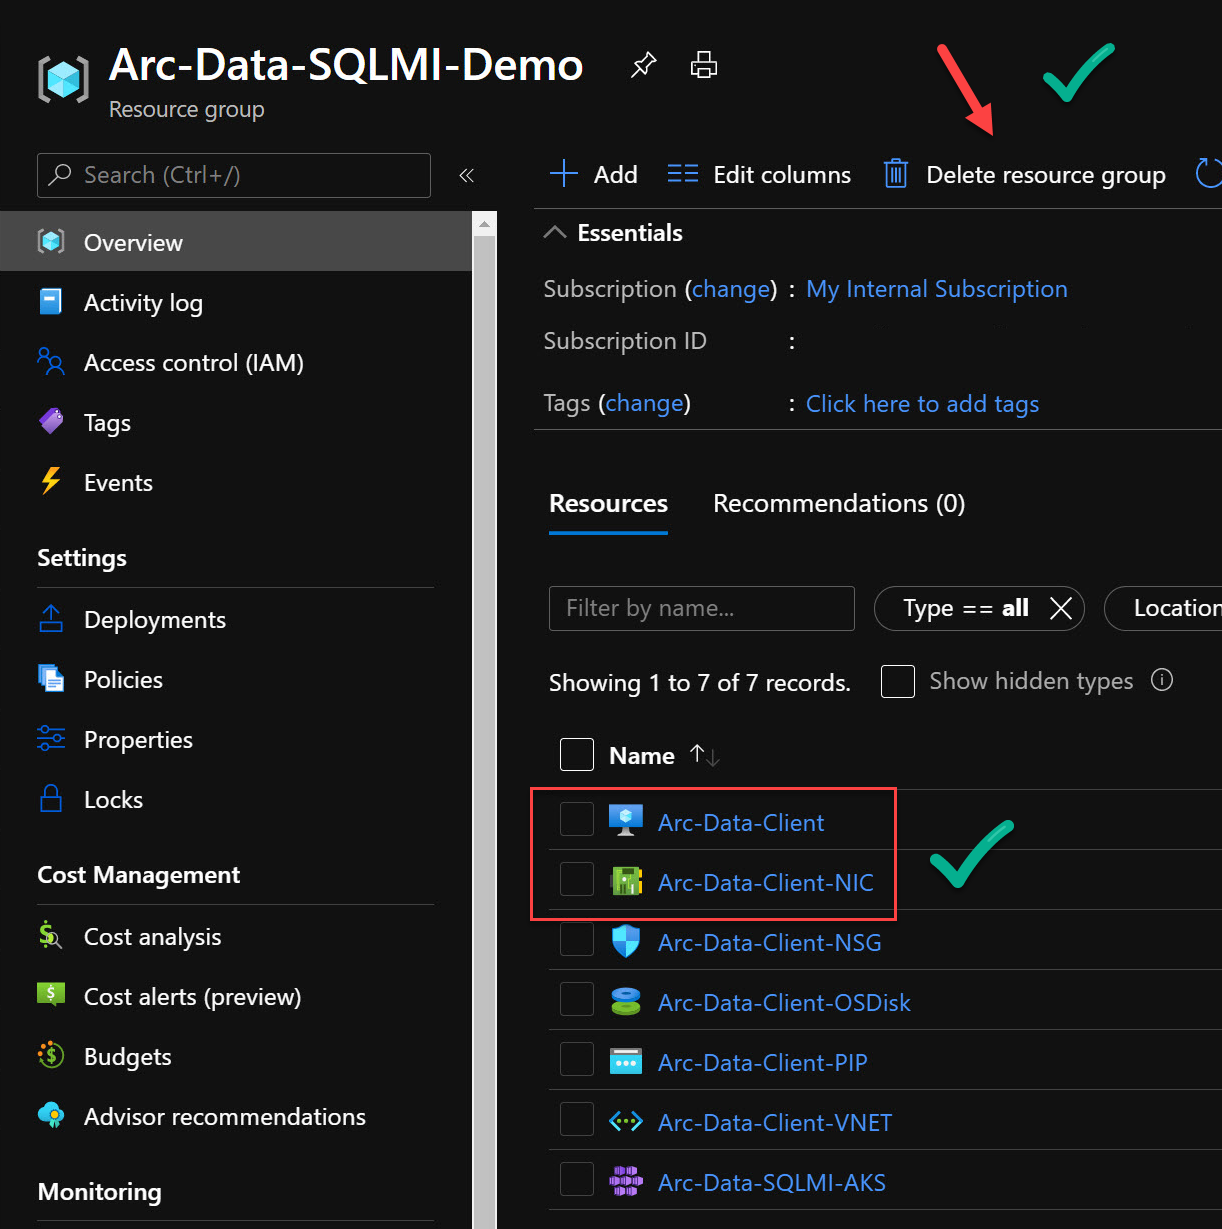 Arc-Data-SQLMI-Demo
Resource group
Search (Ctrl+/)
«
Overview
Activity log
Access control (IAM)
Tags
Events
Settings
Deployments
Policies
Properties
Locks
Cost Management
Cost analysis
Cost alerts (preview)
Budgets
Advisor recommendations
Monitoring
Add Edit columns Delete resource group
Essentials
Subscription (change) : My Internal Subscription
Subscription ID :
Tags (change) : Click here to add tags
Resources Recommendations (0)
Filter by name... Type == all Location
Showing 1 to 7 of 7 records. Show hidden types
Name ↑↓
Arc-Data-Client
Arc-Data-Client-NIC
Arc-Data-Client-NSG
Arc-Data-Client-OSDisk
Arc-Data-Client-PIP
Arc-Data-Client-VNET
Arc-Data-SQLMI-AKS